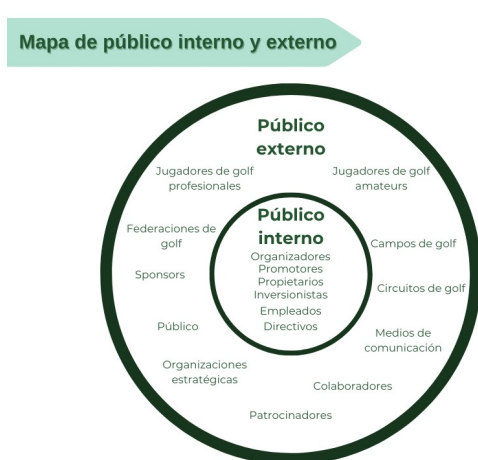 Mapa de público interno y externo
Público
externo
Jugadores de golf
profesionales
Jugadores de golf
amateurs
Federaciones de
golf
Campos de golf
Sponsors
Circuitos de golf
Público
interno
Organizadores
Promotores
Propietarios
Inversionistas
Empleados
Directivos
Público
Medios de
comunicación
Organizaciones
estratégicas
Colaboradores
Patrocinadores